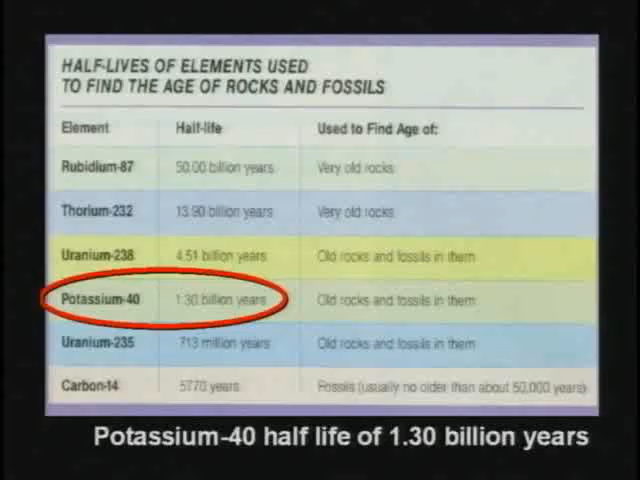 HALF-LIVES OF ELEMENTS USED
TO FIND THE AGE OF ROCKS AND FOSSILS
Element Half-life Used to Find Age of:
Rubidium-87 50.00 billion years Very old rocks
Thorium-232 13.90 billion years Very old rocks
Uranium-238 4.51 billion years Old rocks and fossils in them
Potassium-40 1.30 billion years Old rocks and fossils in them
Uranium-235 713 million years Old rocks and fossils in them
Carbon-14 5770 years Fossils (usually no older than about 50,000 years)
Potassium-40 half life of 1.30 billion years